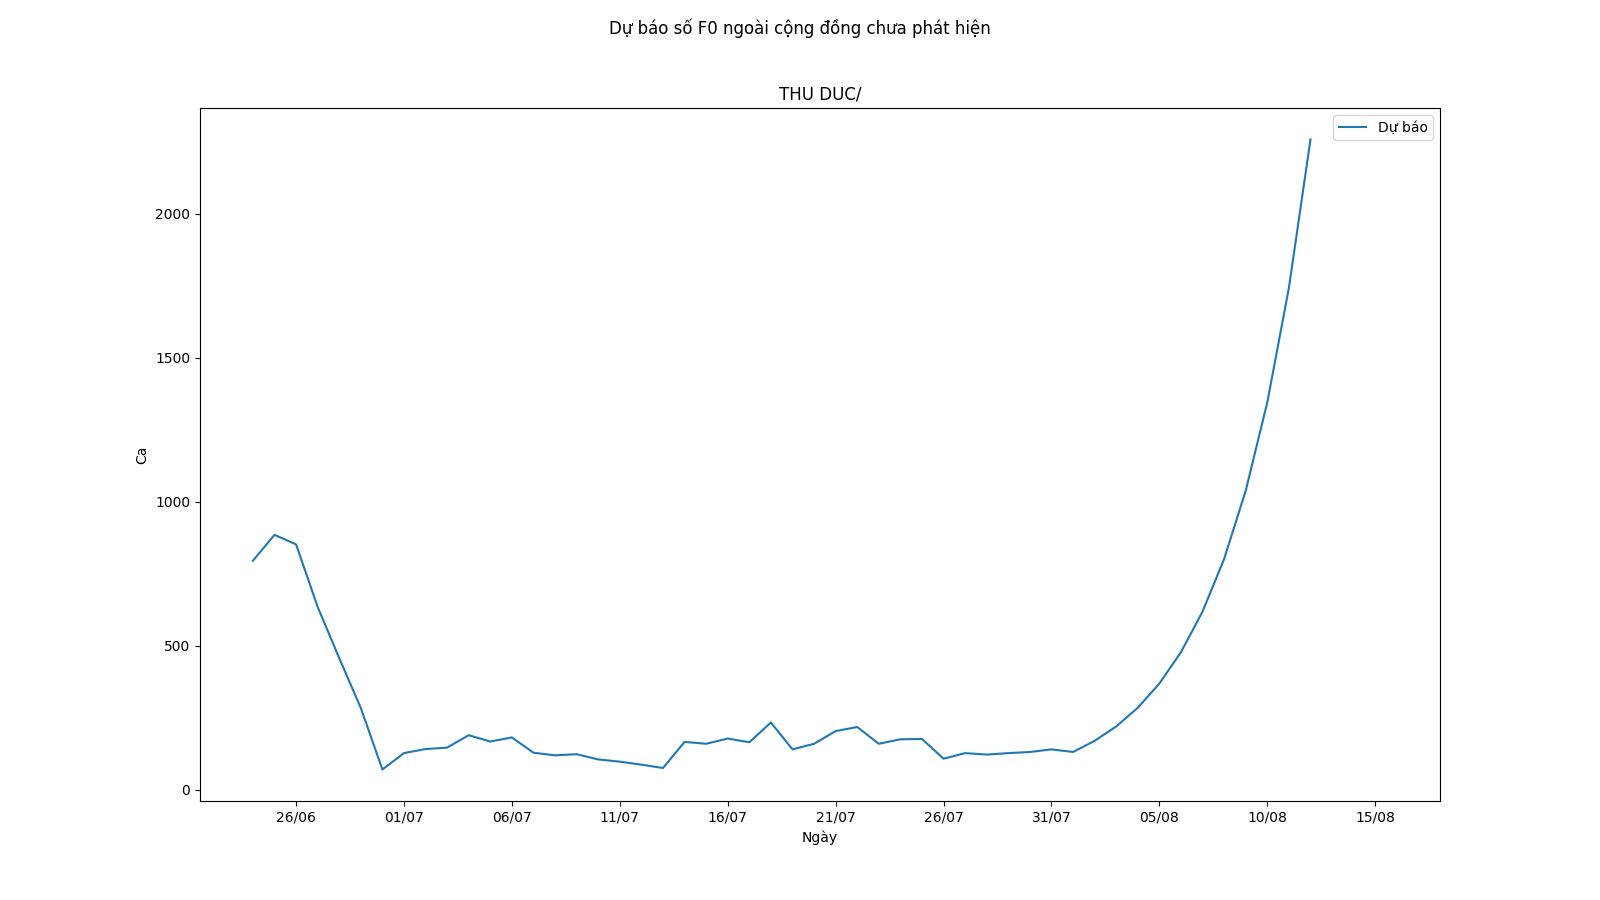 Dự báo số F0 ngoài cộng đồng chưa phát hiện
THU DUC/
Dự báo
2000
1500
Ca
1000
500
0
26/06 01/07 06/07 11/07 16/07 21/07 26/07 31/07 05/08 10/08 15/08
Ngày